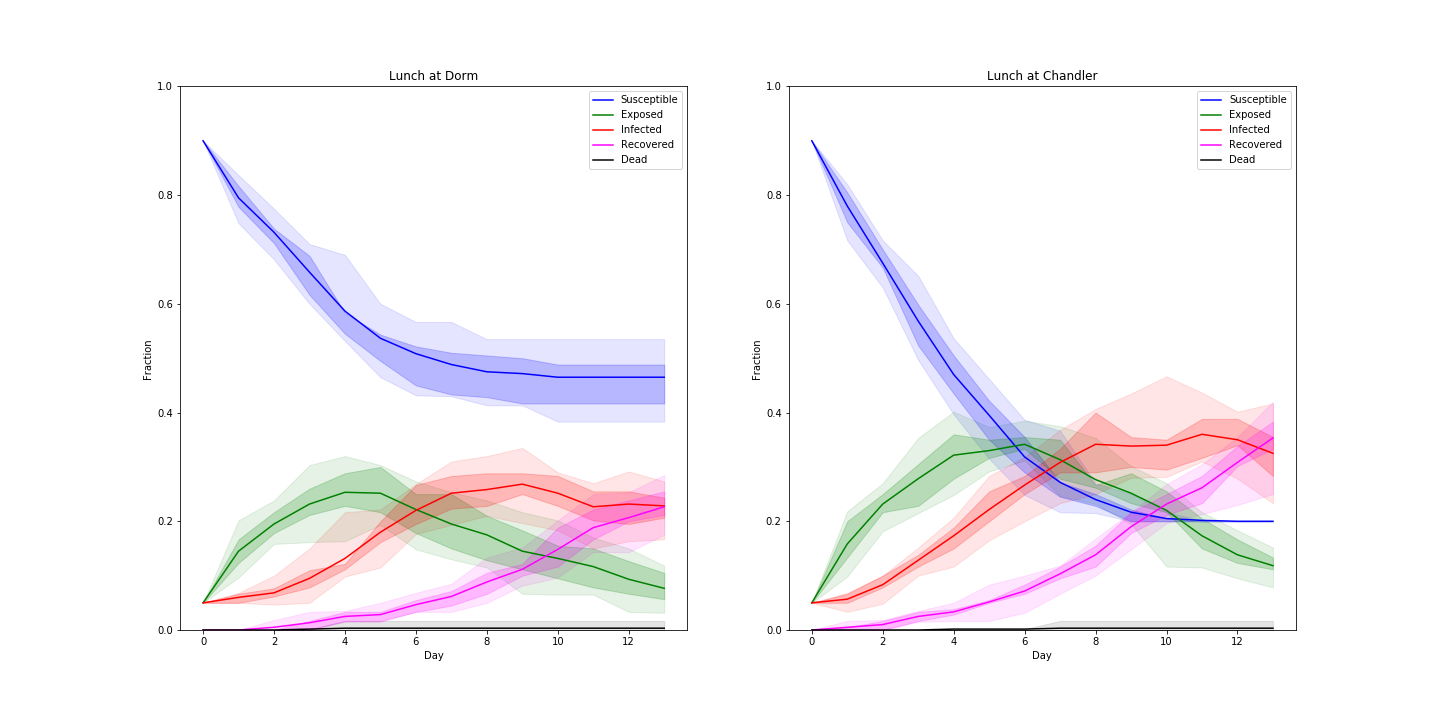 Lunch at Dorm
1.0
0.8
0.6
0.4
0.2
0.0
Fraction
Susceptible
Exposed
Infected
Recovered
Dead
0 2 4 6 8 10 12
Day
Lunch at Chandler
1.0
0.8
0.6
0.4
0.2
0.0
Fraction
Susceptible
Exposed
Infected
Recovered
Dead
0 2 4 6 8 10 12
Day